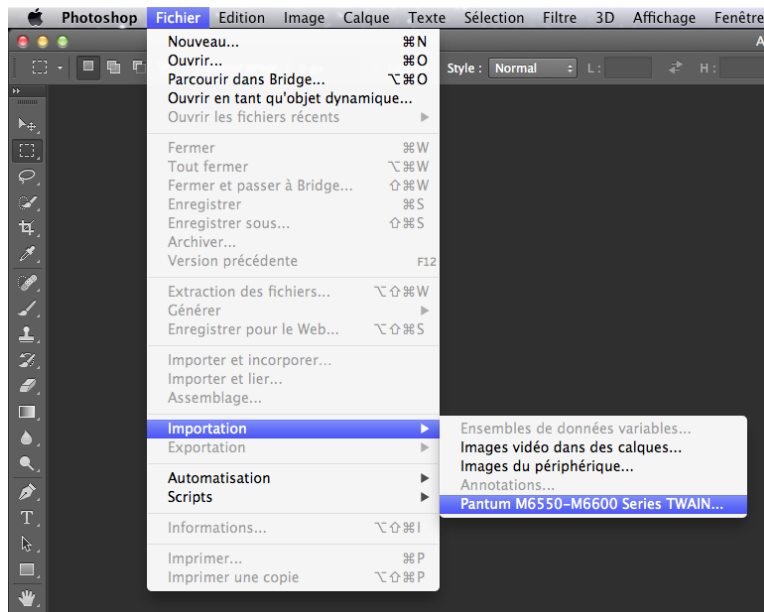 Photoshop Fichier Edition Image Calque Texte Sélection Filtre 3D Affichage Fenêtre
A
Style : Normal L : H :
Nouveau... ⌘N
Ouvrir... ⌘O
Parcourir dans Bridge... ⌥⌘O
Ouvrir en tant qu'objet dynamique...
Ouvrir les fichiers récents
Fermer ⌘W
Tout fermer ⌥⌘W
Fermer et passer à Bridge... ⇧⌘W
Enregistrer ⌘S
Enregistrer sous... ⇧⌘S
Archiver...
Version précédente F12
Extraction des fichiers... ⌥⇧⌘W
Générer
Enregistrer pour le Web... ⌥⇧⌘S
Importer et incorporer...
Importer et lier...
Assemblage...
Importation
Exportation
Automatisation
Scripts
Informations... ⌥⇧⌘I
Imprimer... ⌘P
Imprimer une copie ⌥⇧⌘P
Ensembles de données variables...
Images vidéo dans des calques...
Images du périphérique...
Annotations...
Pantum M6550-M6600 Series TWAIN...